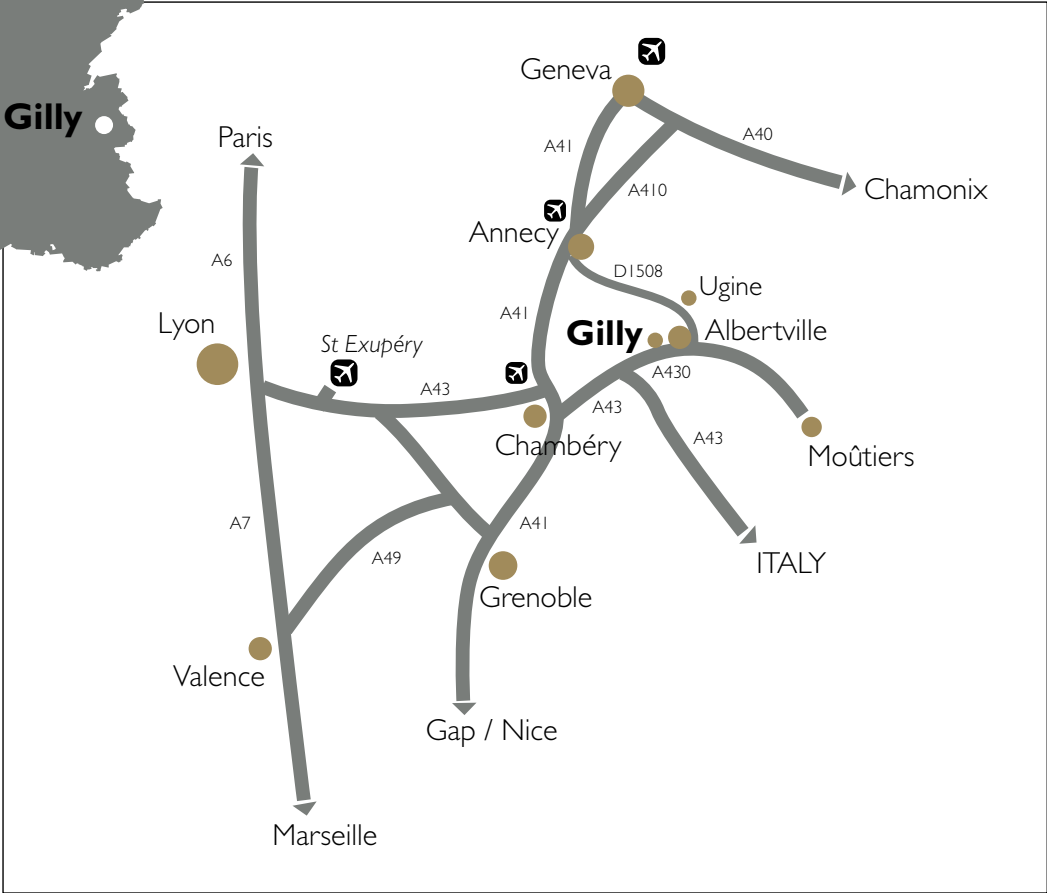 Geneva
Gilly
Paris
A41
A40
A410
Chamonix
Annecy
A6
D1508
Ugine
A41
Lyon
Gilly
Albertville
St Exupéry
A430
A43
A43
Chambéry
A43
Moûtiers
A7
A41
A49
ITALY
Grenoble
Valence
Gap / Nice
Marseille